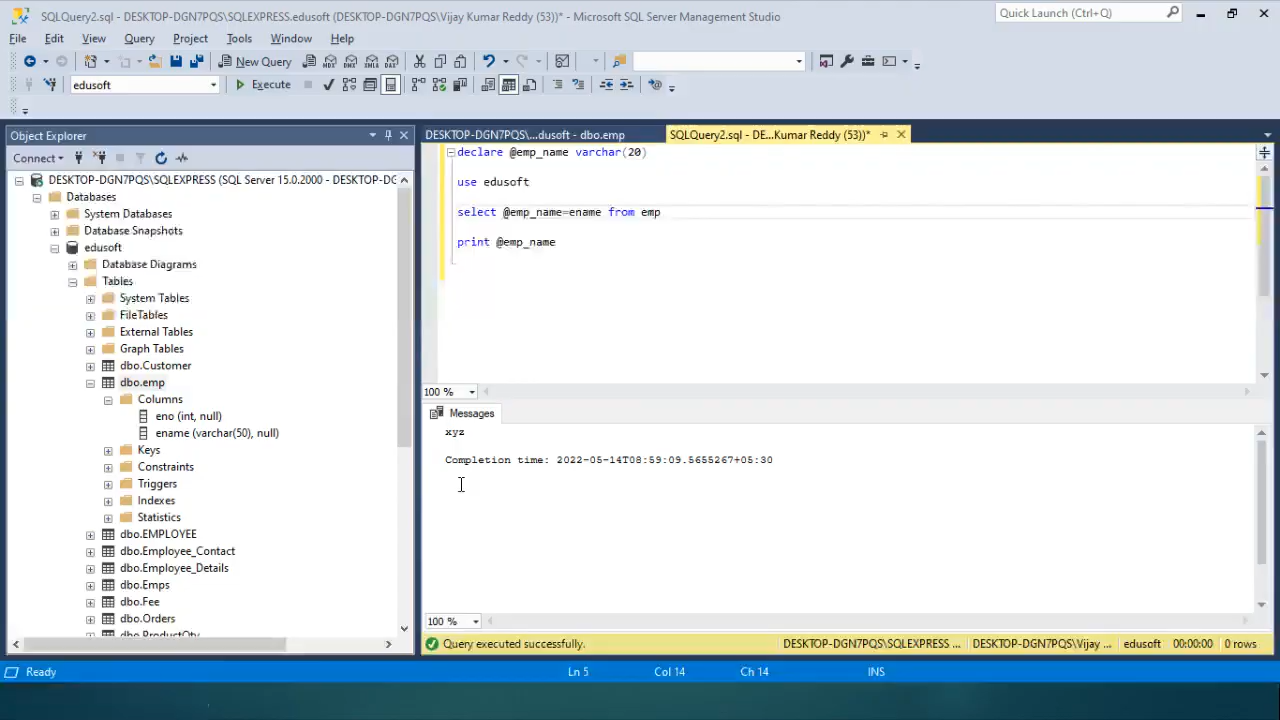 SQLQuery2.sql - DESKTOP-DGN7PQS\SQLEXPRESS.edusoft (DESKTOP-DGN7PQS\Vijay Kumar Reddy (53))* - Microsoft SQL Server Management Studio
Quick Launch (Ctrl+Q)
File Edit View Query Project Tools Window Help
New Query
edusoft
Execute
Object Explorer
DESKTOP-DGN7PQS\...dusoft - dbo.emp
SQLQuery2.sql - DE...Kumar Reddy (53))*
Connect
DESKTOP-DGN7PQS\SQLEXPRESS (SQL Server 15.0.2000 - DESKTOP-DG
Databases
System Databases
Database Snapshots
edusoft
Database Diagrams
Tables
System Tables
FileTables
External Tables
Graph Tables
dbo.Customer
dbo.emp
Columns
eno (int, null)
ename (varchar(50), null)
Keys
Constraints
Triggers
Indexes
Statistics
dbo.EMPLOYEE
dbo.Employee_Contact
dbo.Employee_Details
dbo.Emps
dbo.Fee
dbo.Orders
dbo.ProductQty
declare @emp_name varchar(20)
use edusoft
select @emp_name=ename from emp
print @emp_name
100 %
Messages
xyz
Completion time: 2022-05-14T08:59:09.5655267+05:30
100 %
Query executed successfully.
DESKTOP-DGN7PQS\SQLEXPRESS ...
DESKTOP-DGN7PQS\Vijay ...
edusoft
00:00:00
0 rows
Ready
Ln 5
Col 14
Ch 14
INS